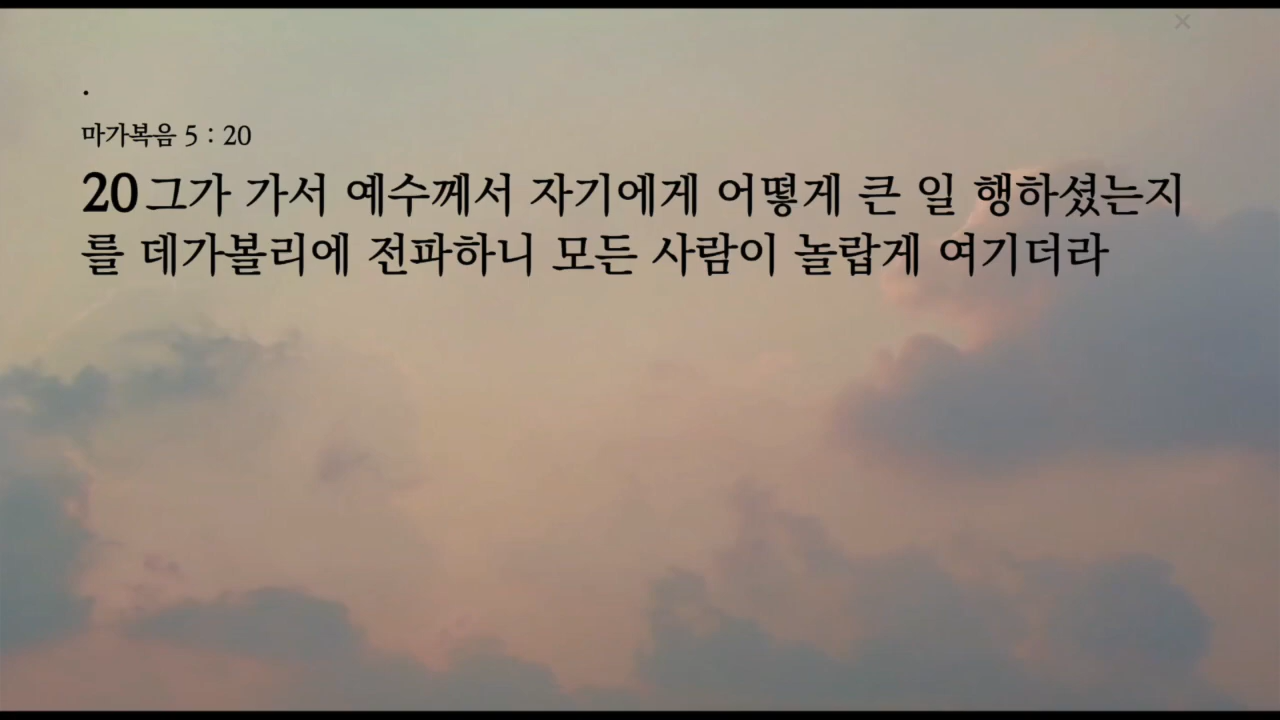 .
마가복음 5 : 20
20 그가 가서 예수께서 자기에게 어떻게 큰 일 행하셨는지
를 데가볼리에 전파하니 모든 사람이 놀랍게 여기더라